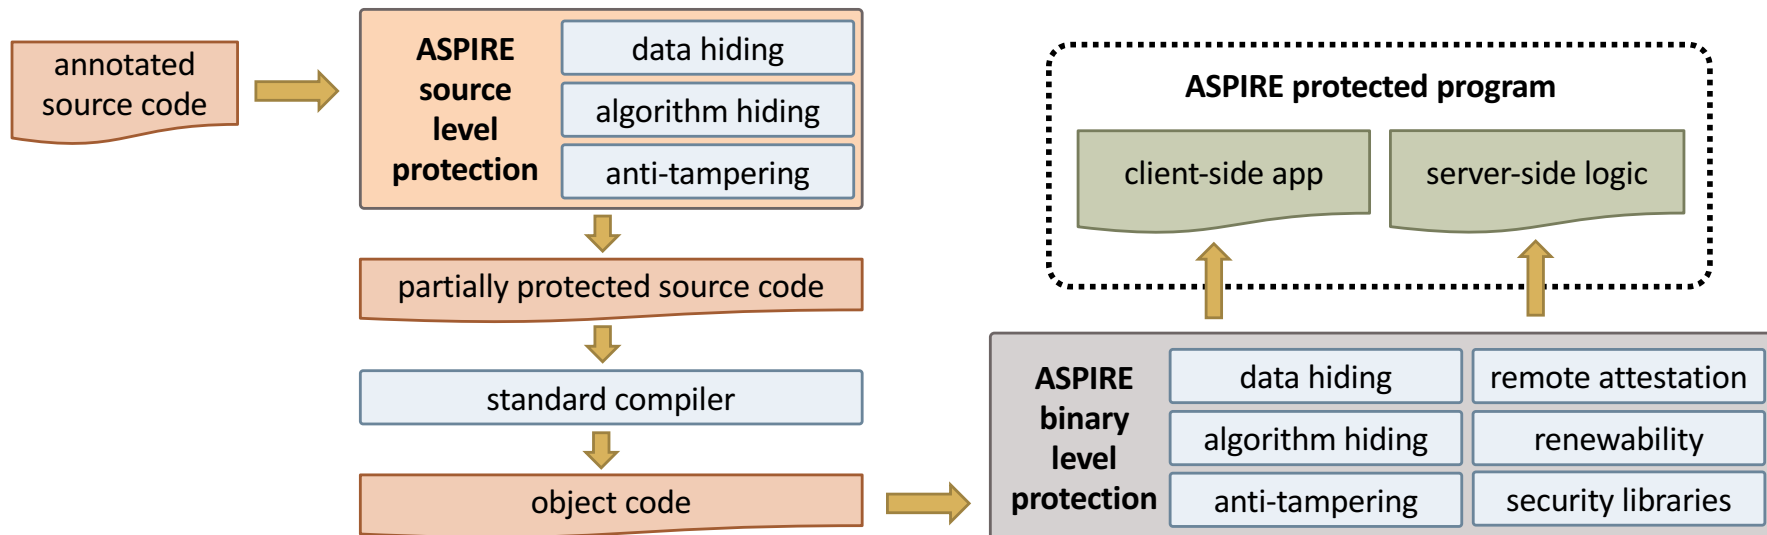 annotated
source code
ASPIRE
source
level
protection
data hiding
algorithm hiding
anti-tampering
partially protected source code
standard compiler
object code
ASPIRE
binary
level
protection
data hiding
algorithm hiding
anti-tampering
remote attestation
renewability
security libraries
ASPIRE protected program
client-side app
server-side logic